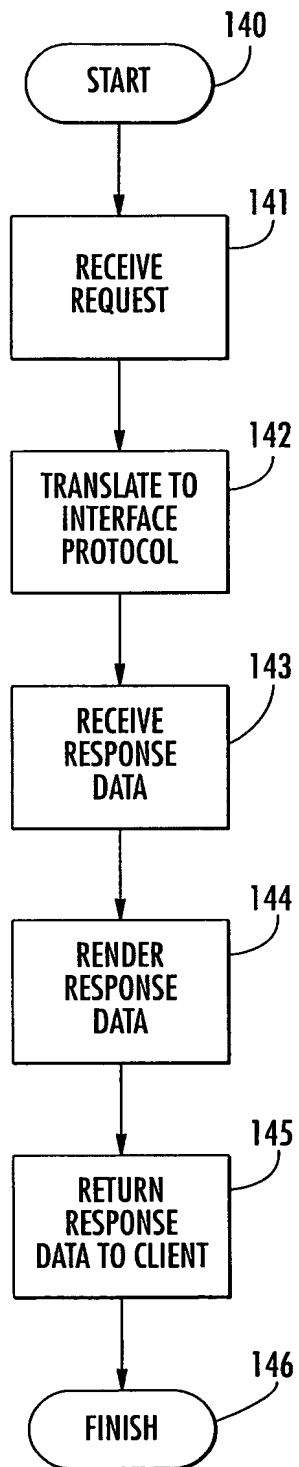 140
START
141
RECEIVE
REQUEST
142
TRANSLATE TO
INTERFACE
PROTOCOL
143
RECEIVE
RESPONSE
DATA
144
RENDER
RESPONSE
DATA
145
RETURN
RESPONSE
DATA TO CLIENT
146
FINISH